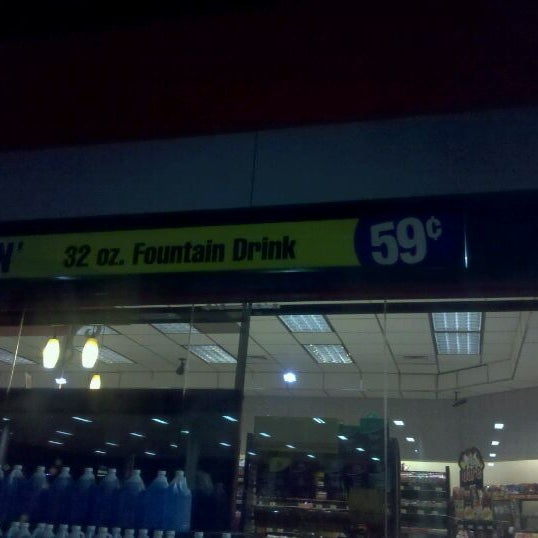 N' 32 oz. Fountain Drink 59¢